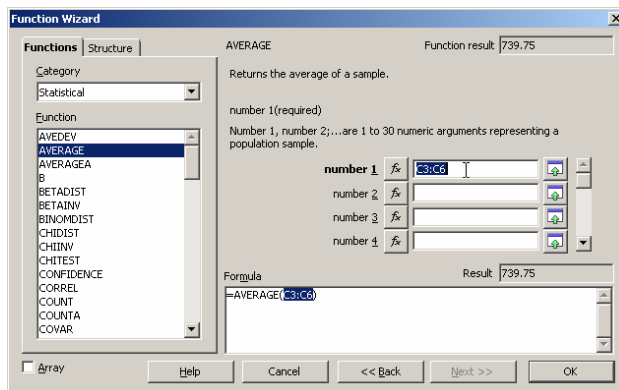 Function Wizard
Functions
Structure
AVERAGE
Function result
739.75
Category
Statistical
Function
AVEDEV
AVERAGE
AVERAGEA
B
BETADIST
BETAINV
BINOMDIST
CHIDIST
CHIINV
CHITEST
CONFIDENCE
CORREL
COUNT
COUNTA
COVAR
Returns the average of a sample.
number 1(required)
Number 1, number 2;...are 1 to 30 numeric arguments representing a
population sample.
number 1 fx C3:C6
number 2 fx
number 3 fx
number 4 fx
Formula
Result 739.75
=AVERAGE(C3:C6)
Array
Help
Cancel
<< Back
Next >>
OK